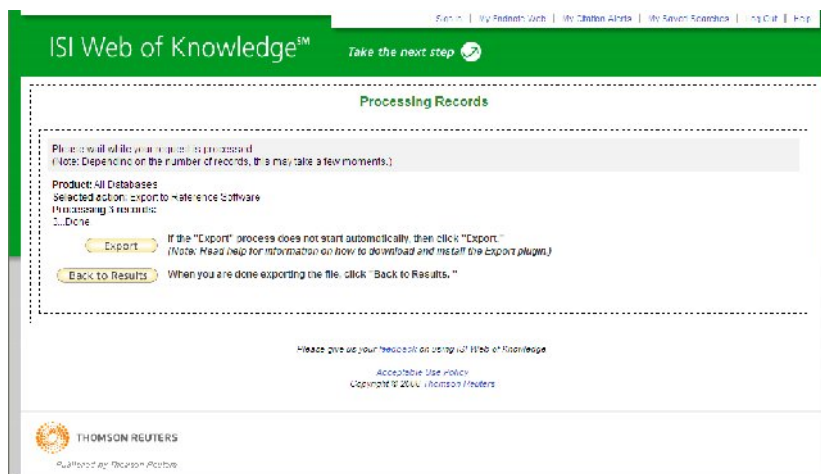 Sign In | My Endnote Web | My Citation Alerts | My Saved Searches | Log Out | Help
ISI Web of Knowledge℠ Take the next step
Processing Records
Please wait while your request is processed
(Note: Depending on the number of records, this may take a few moments.)
Product: All Databases
Selected action: Export to Reference Software
Processing 3 records:
...Done
Export
If the "Export" process does not start automatically, then click "Export."
(Note: Read help for information on how to download and install the Export plugin.)
Back to Results
When you are done exporting the file, click "Back to Results."
Please give us your feedback on using ISI Web of Knowledge
Acceptable Use Policy
Copyright © Thomson Reuters
THOMSON REUTERS
Published by Thomson Reuters